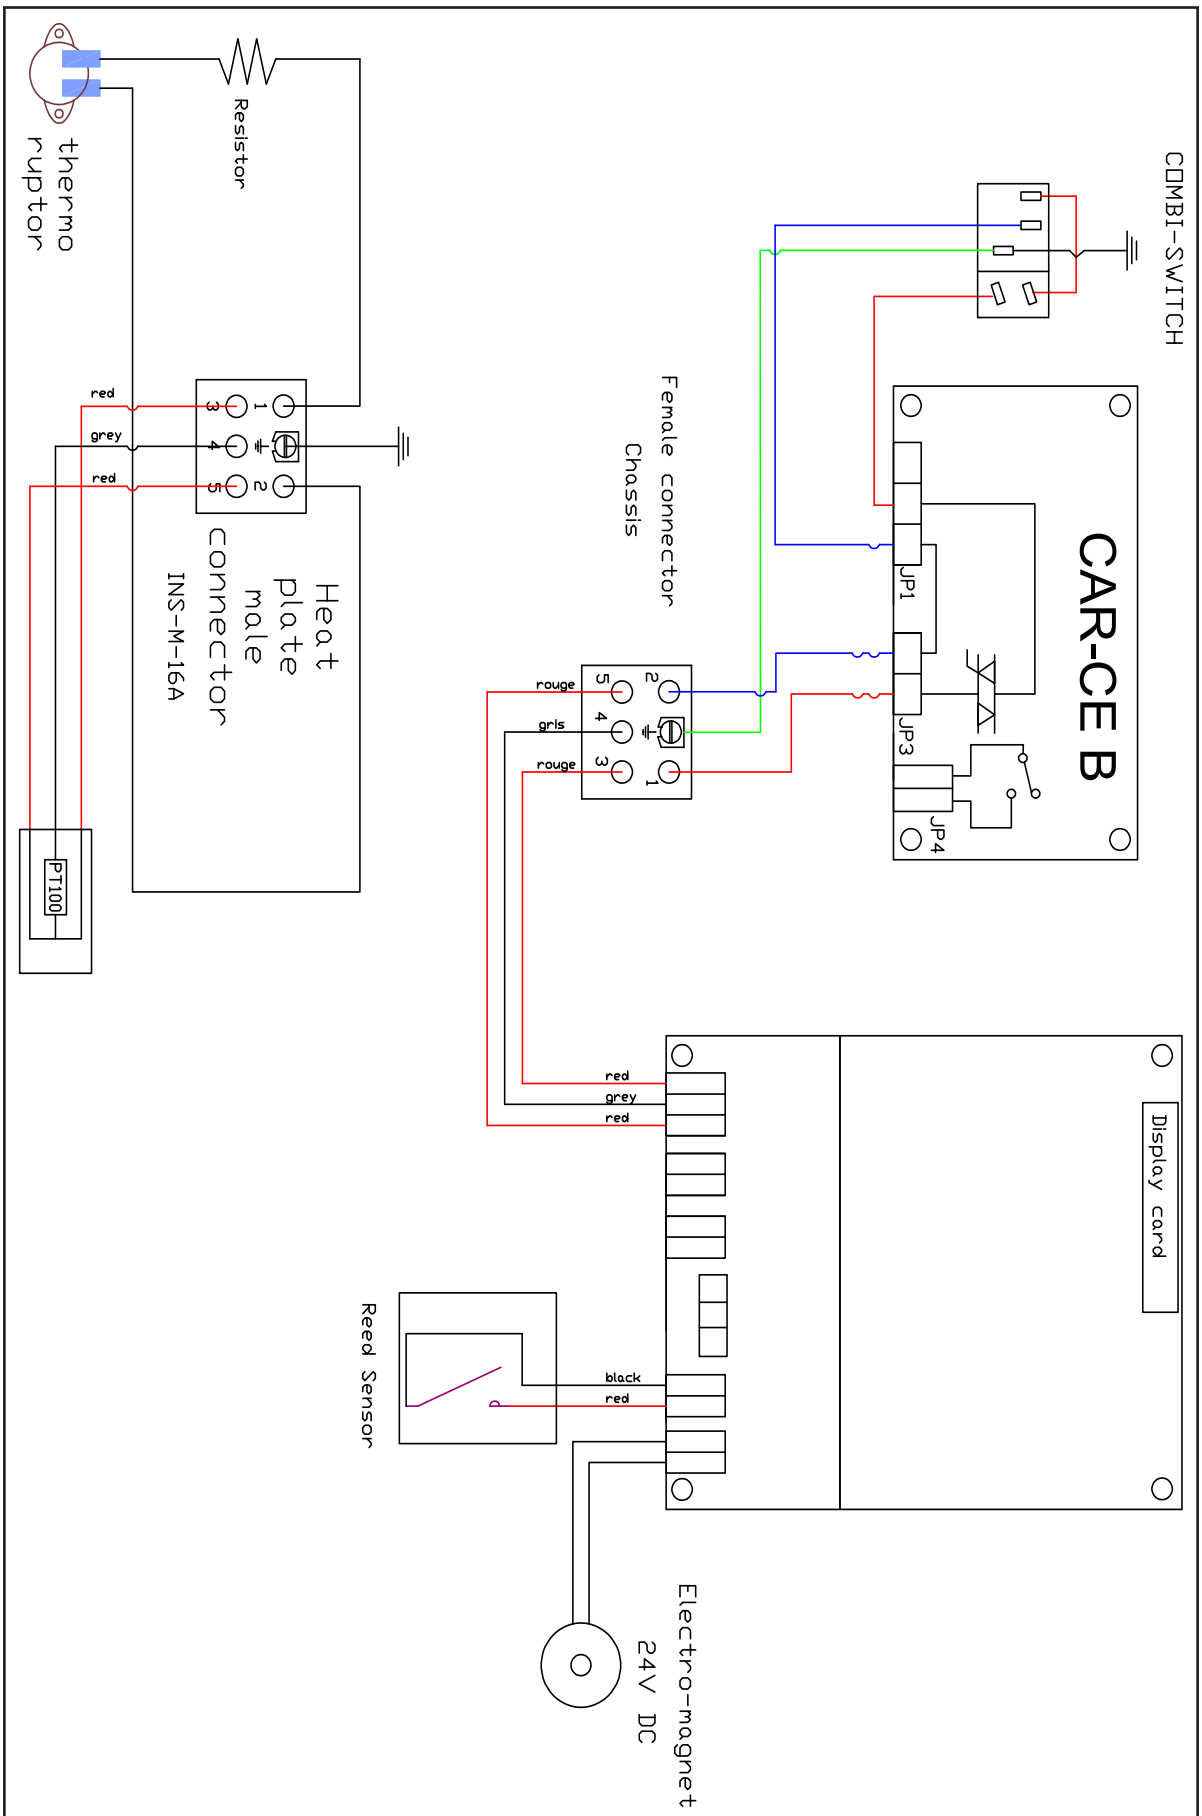 COMBI-SWITCH
CAR-CE B
JP1
JP3
JP4
Display card
Female connector
Chassis
2
1
5
4
3
rouge
gris
rouge
red
grey
red
black
red
Reed Sensor
Electro-magnet
24V DC
Resistor
thermo
ruptor
1
2
3
4
5
red
grey
red
Heat
plate
male
connector
INS-M-16A
PT100